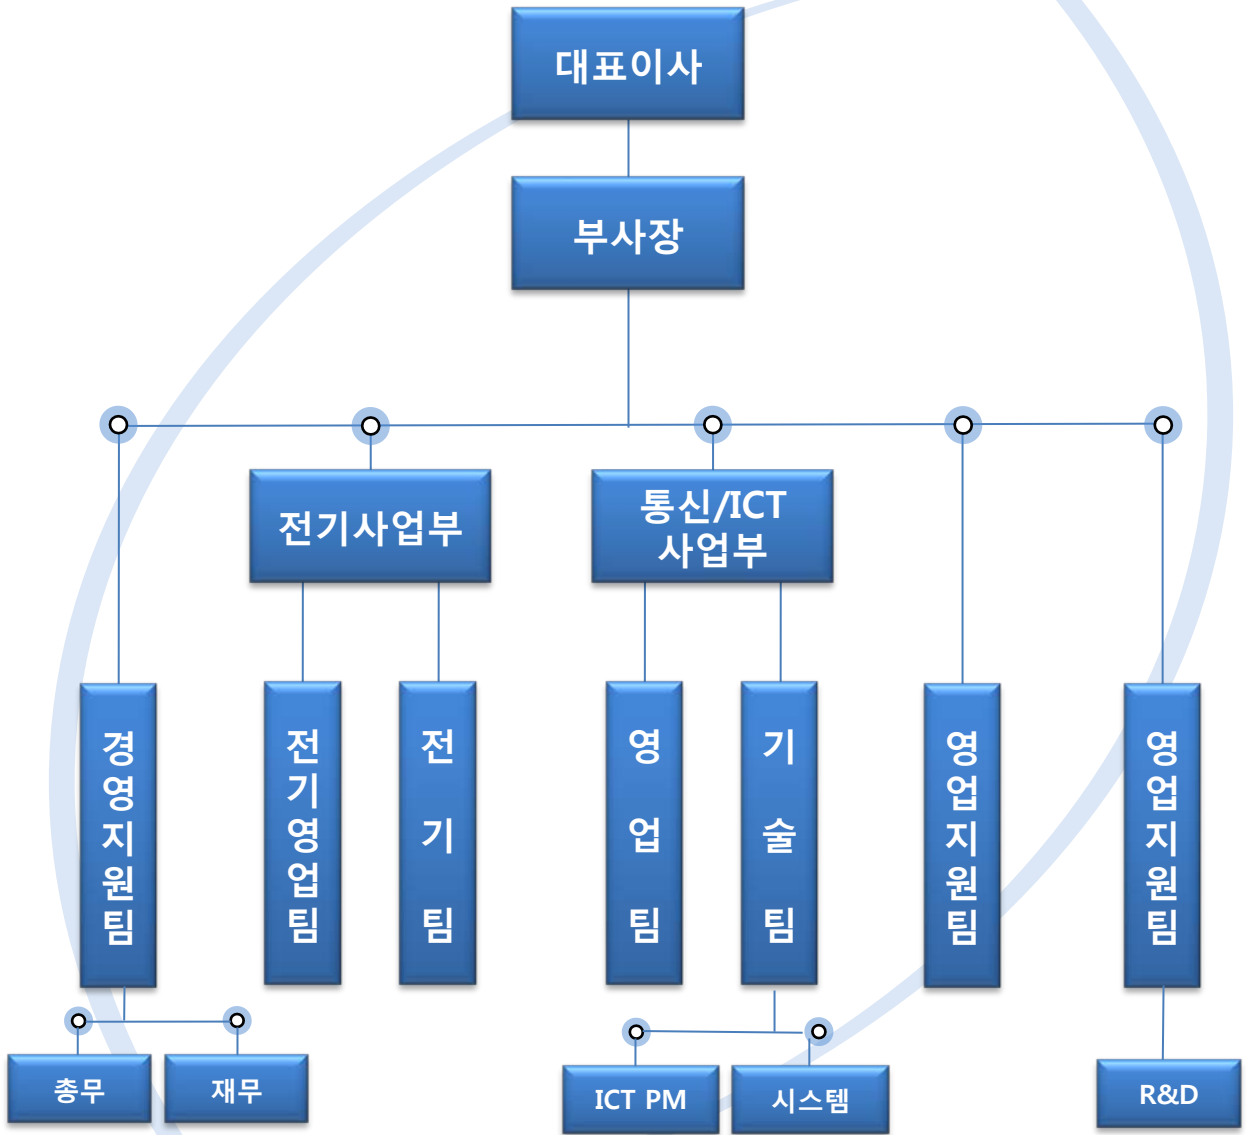 대표이사
부사장
전기사업부
통신/ICT
사업부
경영지원팀
전기영업팀
전기팀
영업팀
기술팀
영업지원팀
영업지원팀
총무
재무
ICT PM
시스템
R&D